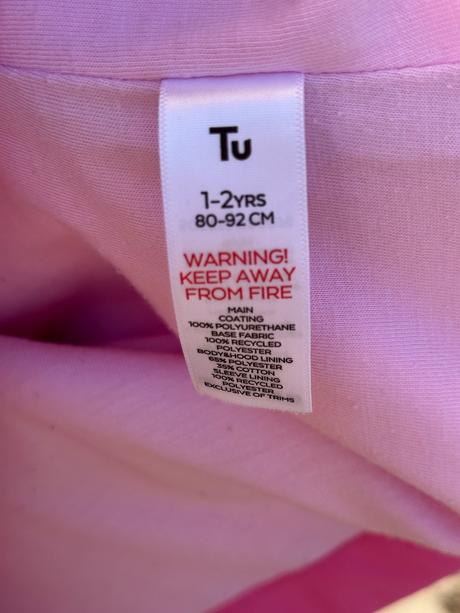 Tu
1-2YRS
80-92 CM
WARNING!
KEEP AWAY
FROM FIRE
MAIN
COATING
100% POLYURETHANE
BASE FABRIC
100% RECYCLED
POLYESTER
BODY&HOOD LINING
65% POLYESTER
35% COTTON
SLEEVE LINING
100% RECYCLED
POLYESTER
EXCLUSIVE OF TRIMS